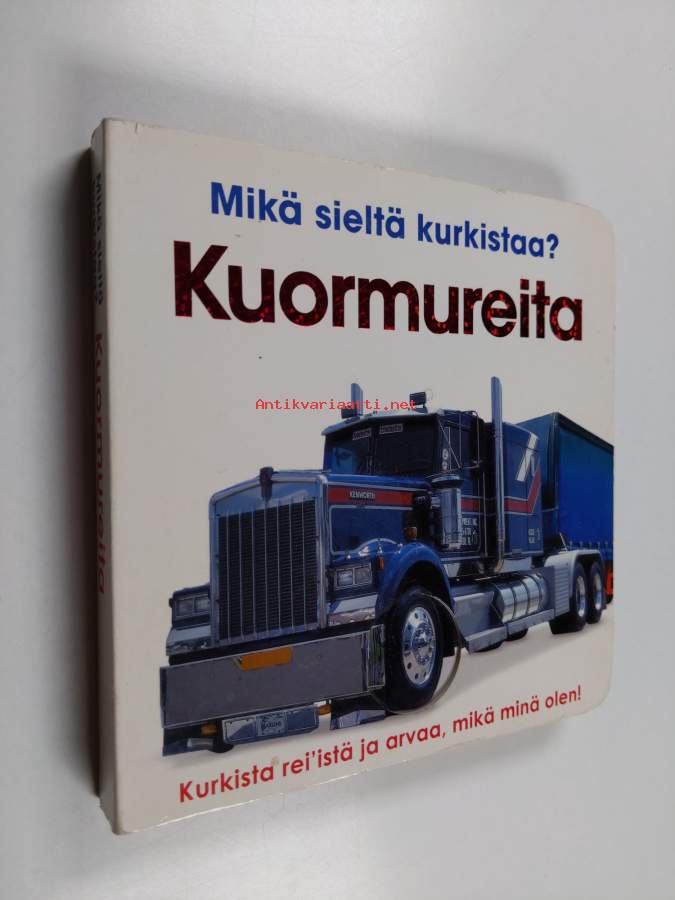 Mikä sieltä kurkistaa?
Kuormureita
Antikvariaatti.net
KENWORTH
Kurkista rei'istä ja arvaa, mikä minä olen!
Mikä sieltä
Kuormureita